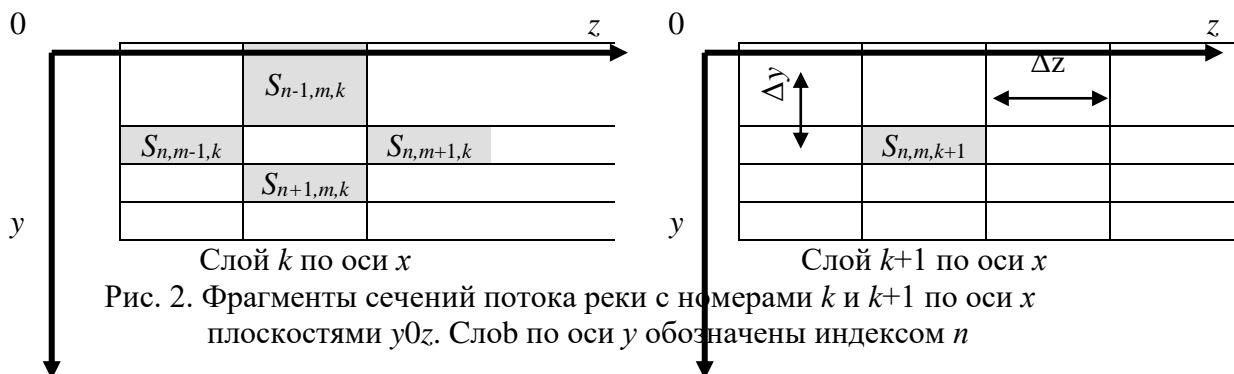 0 z 0 z
Δy Δz
S_{n-1,m,k}
S_{n,m-1,k} S_{n,m+1,k} S_{n,m,k+1}
S_{n+1,m,k}
y y
Слой k по оси x Слой k+1 по оси x
Рис. 2. Фрагменты сечений потока реки с номерами k и k+1 по оси x
плоскостями y0z. Слоb по оси y обозначены индексом n